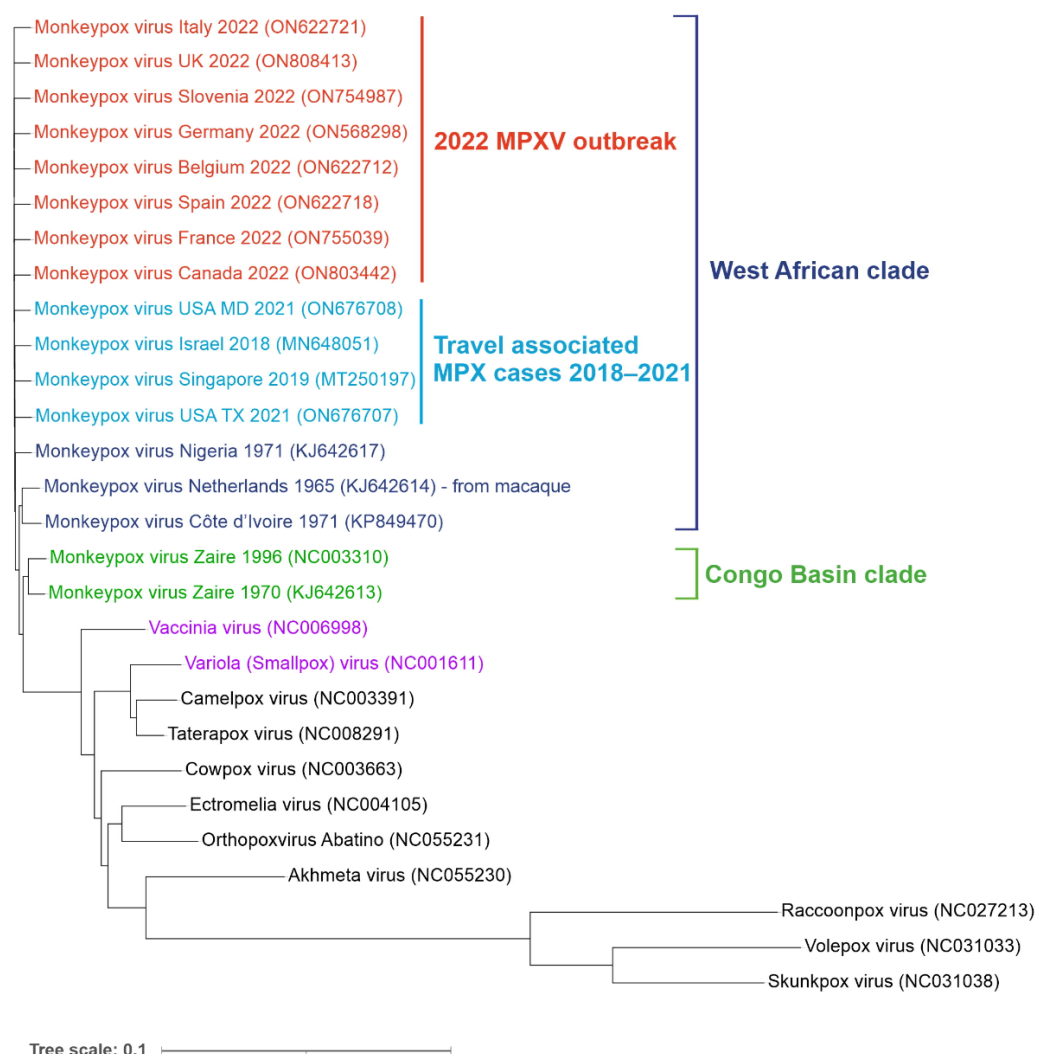 Monkeypox virus Italy 2022 (ON622721)
Monkeypox virus UK 2022 (ON808413)
Monkeypox virus Slovenia 2022 (ON754987)
Monkeypox virus Germany 2022 (ON568298)
Monkeypox virus Belgium 2022 (ON622712)
Monkeypox virus Spain 2022 (ON622718)
Monkeypox virus France 2022 (ON755039)
Monkeypox virus Canada 2022 (ON803442)
2022 MPXV outbreak
Monkeypox virus USA MD 2021 (ON676708)
Monkeypox virus Israel 2018 (MN648051)
Monkeypox virus Singapore 2019 (MT250197)
Monkeypox virus USA TX 2021 (ON676707)
Travel associated
MPX cases 2018–2021
Monkeypox virus Nigeria 1971 (KJ642617)
Monkeypox virus Netherlands 1965 (KJ642614) - from macaque
Monkeypox virus Côte d’Ivoire 1971 (KP849470)
West African clade
Monkeypox virus Zaire 1996 (NC003310)
Monkeypox virus Zaire 1970 (KJ642613)
Congo Basin clade
Vaccinia virus (NC006998)
Variola (Smallpox) virus (NC001611)
Camelpox virus (NC003391)
Taterapox virus (NC008291)
Cowpox virus (NC003663)
Ectromelia virus (NC004105)
Orthopoxvirus Abatino (NC055231)
Akhmeta virus (NC055230)
Raccoonpox virus (NC027213)
Volepox virus (NC031033)
Skunkpox virus (NC031038)
Tree scale: 0.1